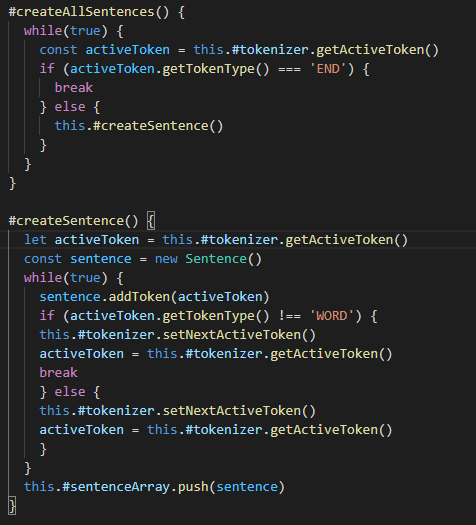 #createAllSentences() {
  while(true) {
    const activeToken = this.#tokenizer.getActiveToken()
    if (activeToken.getTokenType() === 'END') {
      break
    } else {
      this.#createSentence()
    }
  }
}

#createSentence() {
  let activeToken = this.#tokenizer.getActiveToken()
  const sentence = new Sentence()
  while(true) {
    sentence.addToken(activeToken)
    if (activeToken.getTokenType() !== 'WORD') {
    this.#tokenizer.setNextActiveToken()
    activeToken = this.#tokenizer.getActiveToken()
    break
    } else {
    this.#tokenizer.setNextActiveToken()
    activeToken = this.#tokenizer.getActiveToken()
    }
  }
  this.#sentenceArray.push(sentence)
}